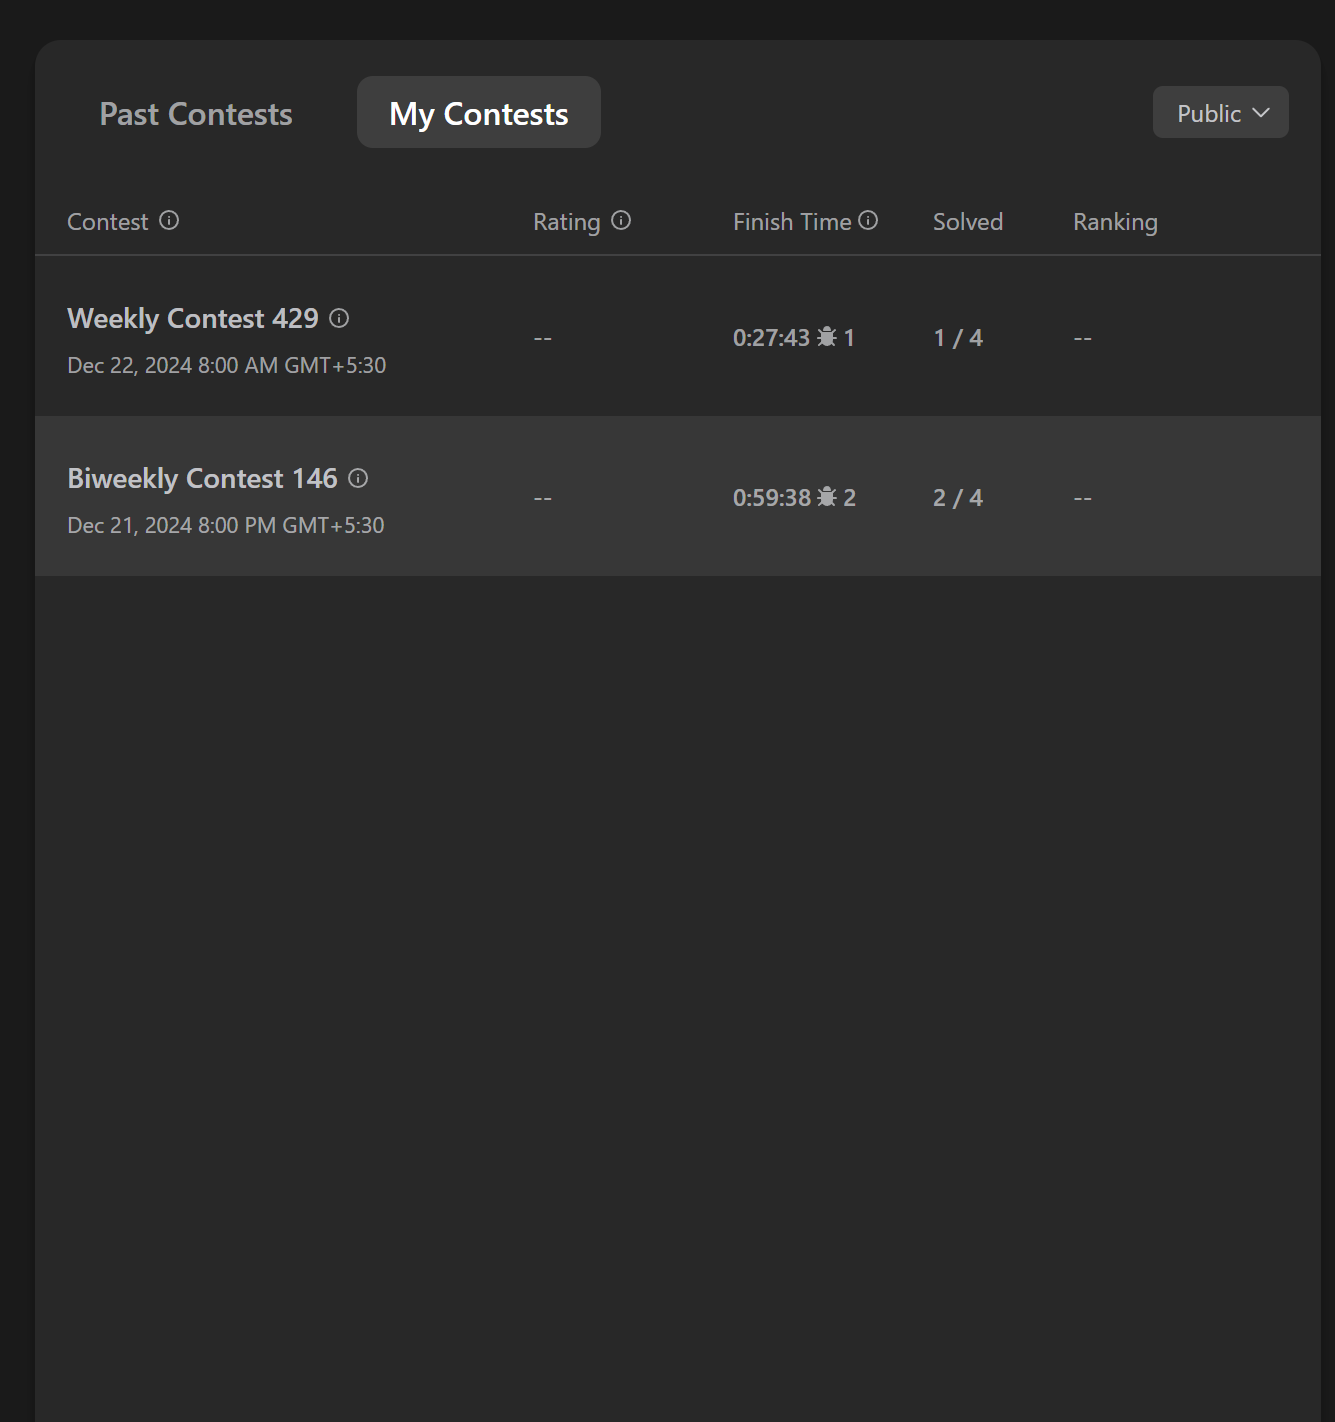 Past Contests My Contests Public
Contest Rating Finish Time Solved Ranking
Weekly Contest 429
Dec 22, 2024 8:00 AM GMT+5:30
-- 0:27:43 1 1 / 4 --
Biweekly Contest 146
Dec 21, 2024 8:00 PM GMT+5:30
-- 0:59:38 2 2 / 4 --